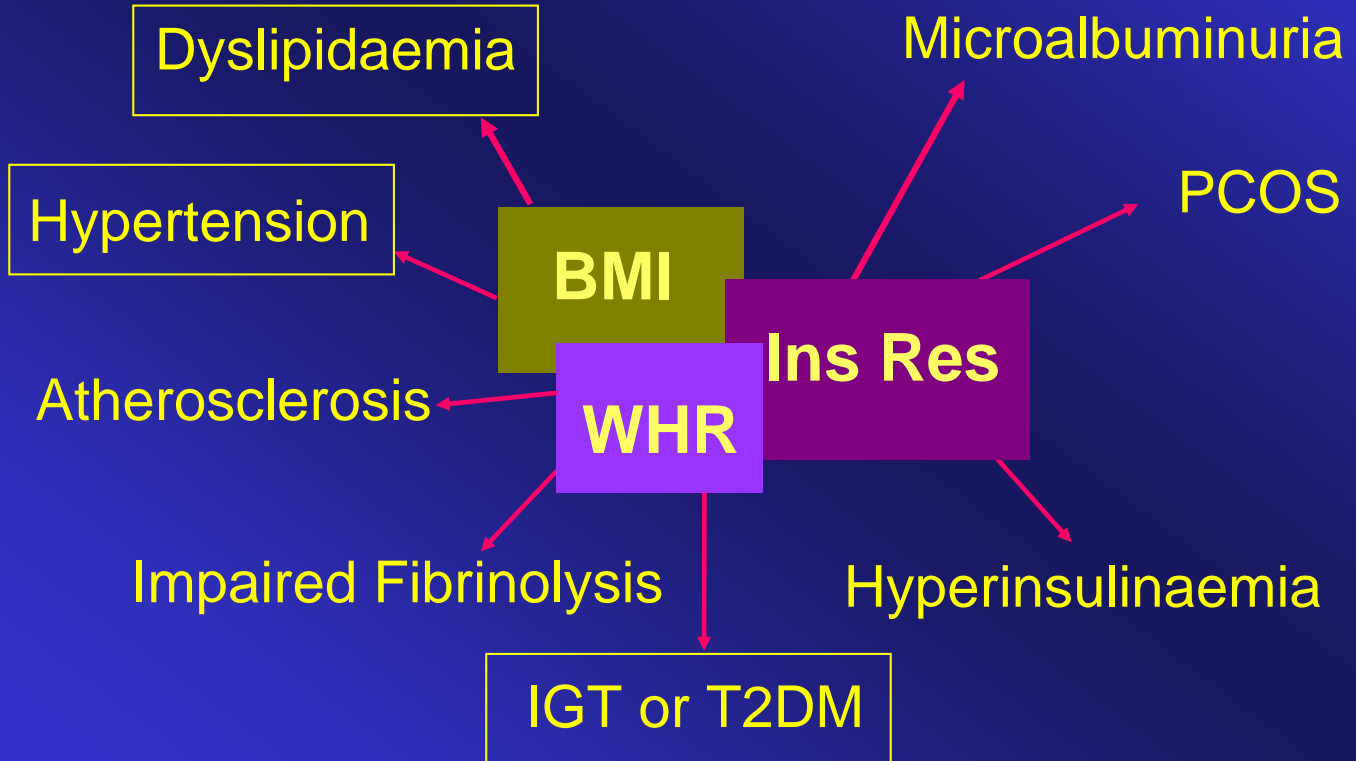 Dyslipidaemia
Microalbuminuria
PCOS
Hypertension
BMI
Ins Res
Atherosclerosis
WHR
Impaired Fibrinolysis
Hyperinsulinaemia
IGT or T2DM